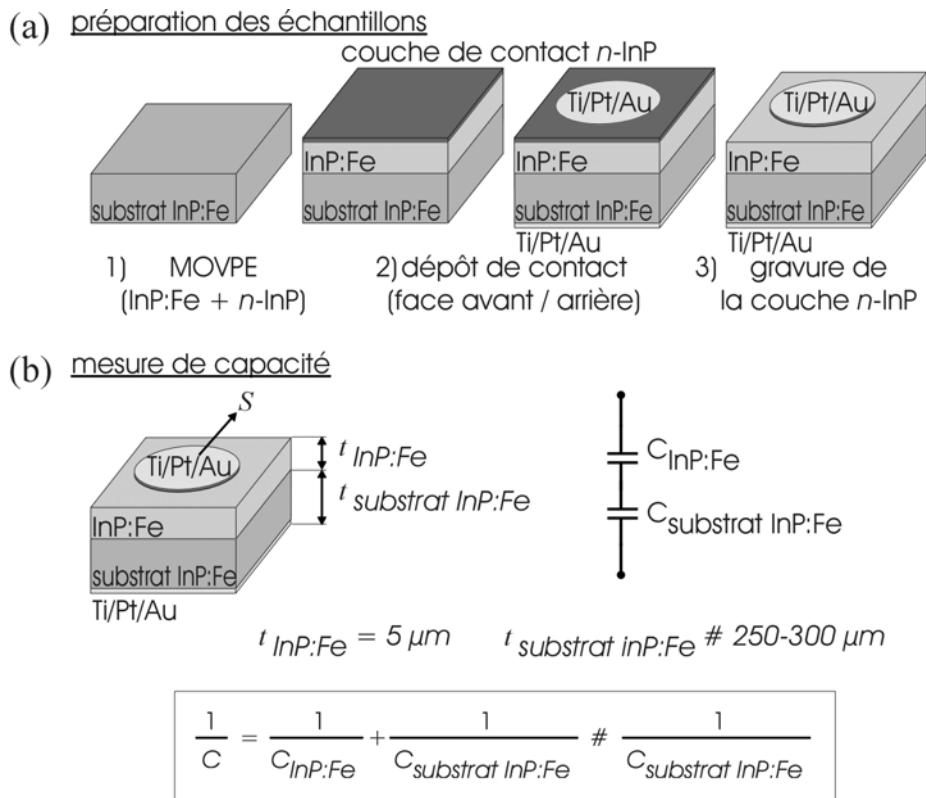 (a) préparation des échantillons
couche de contact n-InP
Ti/Pt/Au
Ti/Pt/Au
InP:Fe
InP:Fe
InP:Fe
substrat InP:Fe
substrat InP:Fe
substrat InP:Fe
substrat InP:Fe
Ti/Pt/Au
Ti/Pt/Au
1) MOVPE
(InP:Fe + n-InP)
2) dépôt de contact
(face avant / arrière)
3) gravure de
la couche n-InP
(b) mesure de capacité
S
Ti/Pt/Au
t InP:Fe
t substrat InP:Fe
InP:Fe
substrat InP:Fe
Ti/Pt/Au
C InP:Fe
C substrat InP:Fe
t InP:Fe = 5 µm
t substrat inP:Fe # 250-300 µm
1/C = 1/C InP:Fe + 1/C substrat InP:Fe # 1/C substrat InP:Fe